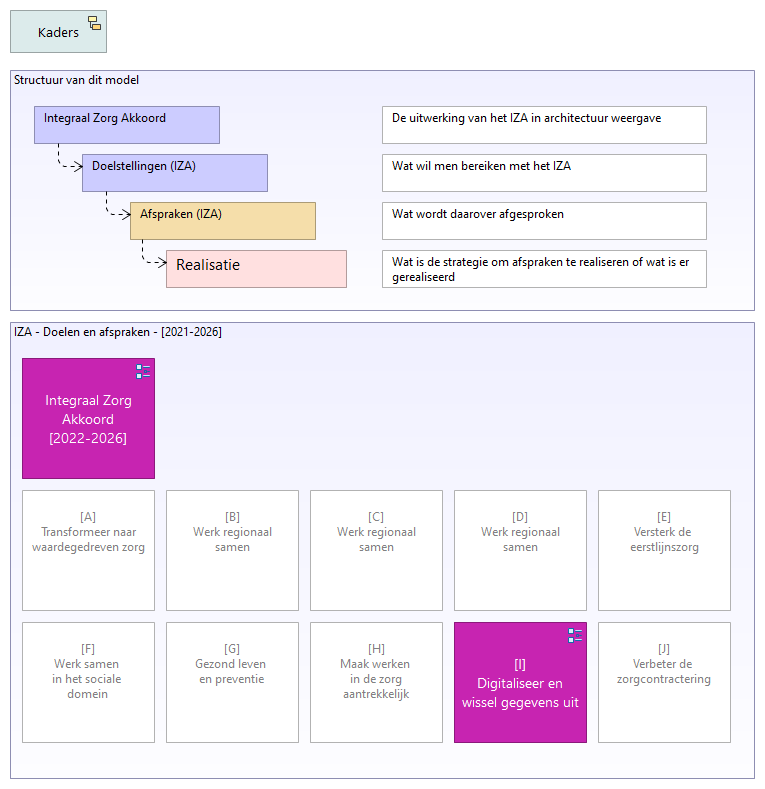 Kaders
Structuur van dit model
Integraal Zorg Akkoord
De uitwerking van het IZA in architectuur weergave
Doelstellingen (IZA)
Wat wil men bereiken met het IZA
Afspraken (IZA)
Wat wordt daarover afgesproken
Realisatie
Wat is de strategie om afspraken te realiseren of wat is er
gerealiseerd
IZA - Doelen en afspraken - [2021-2026]
Integraal Zorg
Akkoord
[2022-2026]
[A]
Transformeer naar
waardegedreven zorg
[B]
Werk regionaal
samen
[C]
Werk regionaal
samen
[D]
Werk regionaal
samen
[E]
Versterk de
eerstlijnszorg
[F]
Werk samen
in het sociale
domein
[G]
Gezond leven
en preventie
[H]
Maak werken
in de zorg
aantrekkelijk
[I]
Digitaliseer en
wissel gegevens uit
[J]
Verbeter de
zorgcontractering